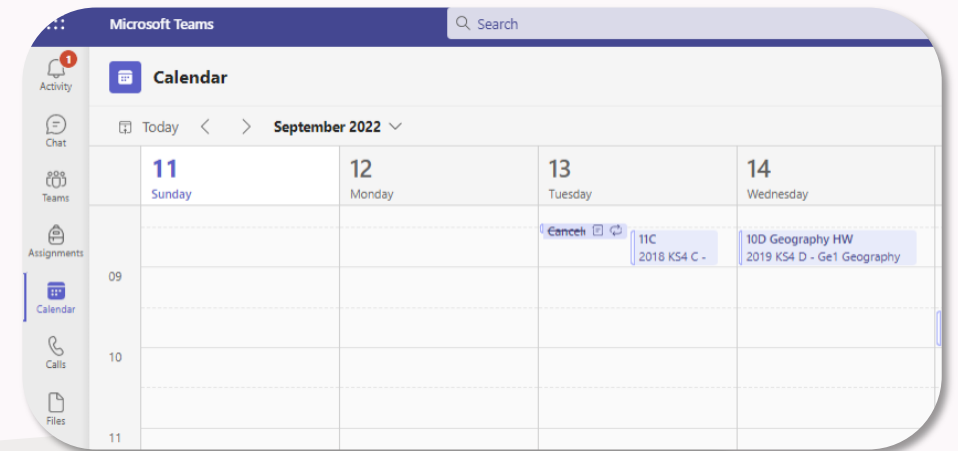 Microsoft Teams
Search
1
Activity
Chat
Teams
Assignments
Calendar
Calls
Files
Calendar
Today
September 2022
11
Sunday
12
Monday
13
Tuesday
14
Wednesday
11C
2018 KS4 C -
10D Geography HW
2019 KS4 D - Ge1 Geography
09
10
11